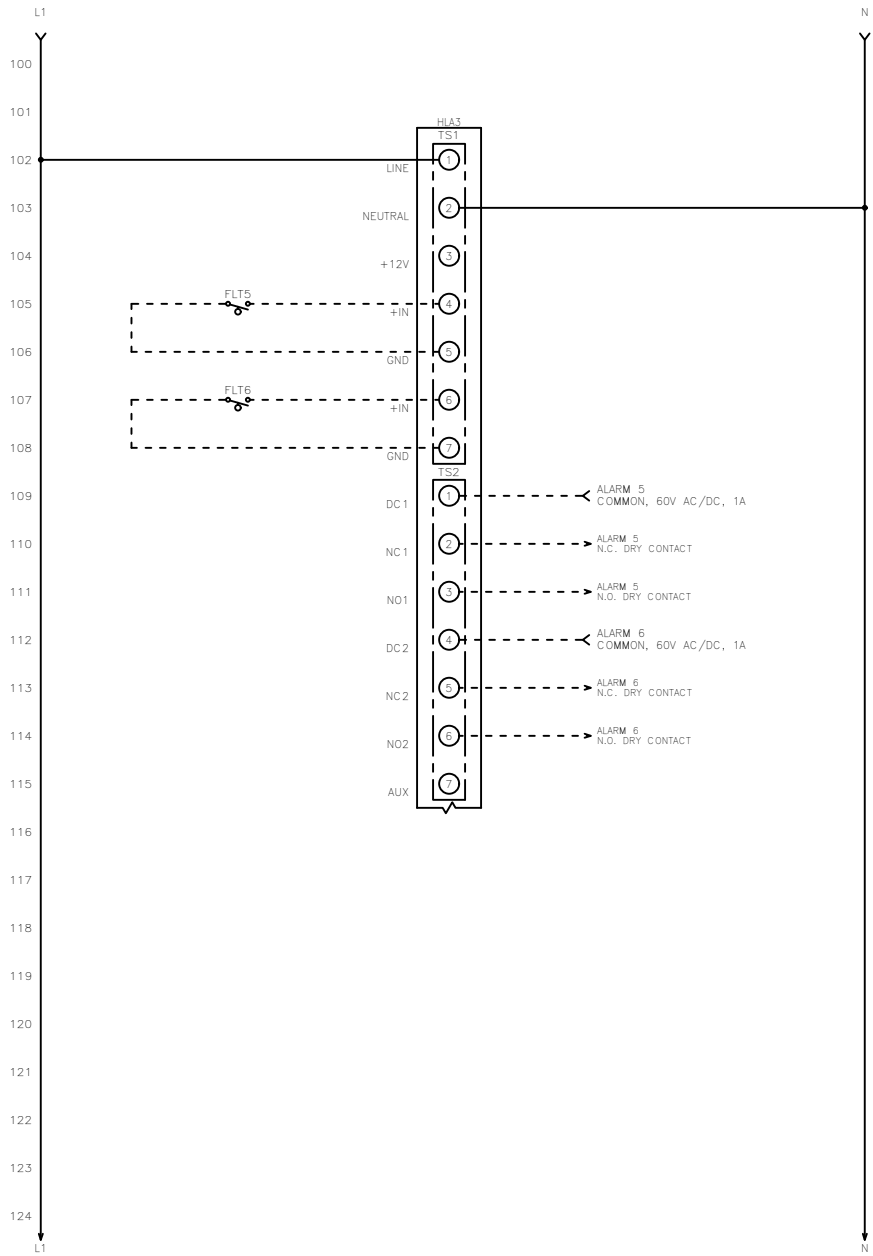 L1 N
100
101
HLA3
TS1
102 1
LINE
103 2
NEUTRAL
104 3
+12V
FLT5
105 4
+IN
106 5
GND
FLT6
107 6
+IN
108 7
GND
TS2
109 1 ALARM 5
DC1 COMMON, 60V AC/DC, 1A
110 2 ALARM 5
NC1 N.C. DRY CONTACT
111 3 ALARM 5
NO1 N.O. DRY CONTACT
112 4 ALARM 6
DC2 COMMON, 60V AC/DC, 1A
113 5 ALARM 6
NC2 N.C. DRY CONTACT
114 6 ALARM 6
NO2 N.O. DRY CONTACT
115 7
AUX
116
117
118
119
120
121
122
123
124
L1 N